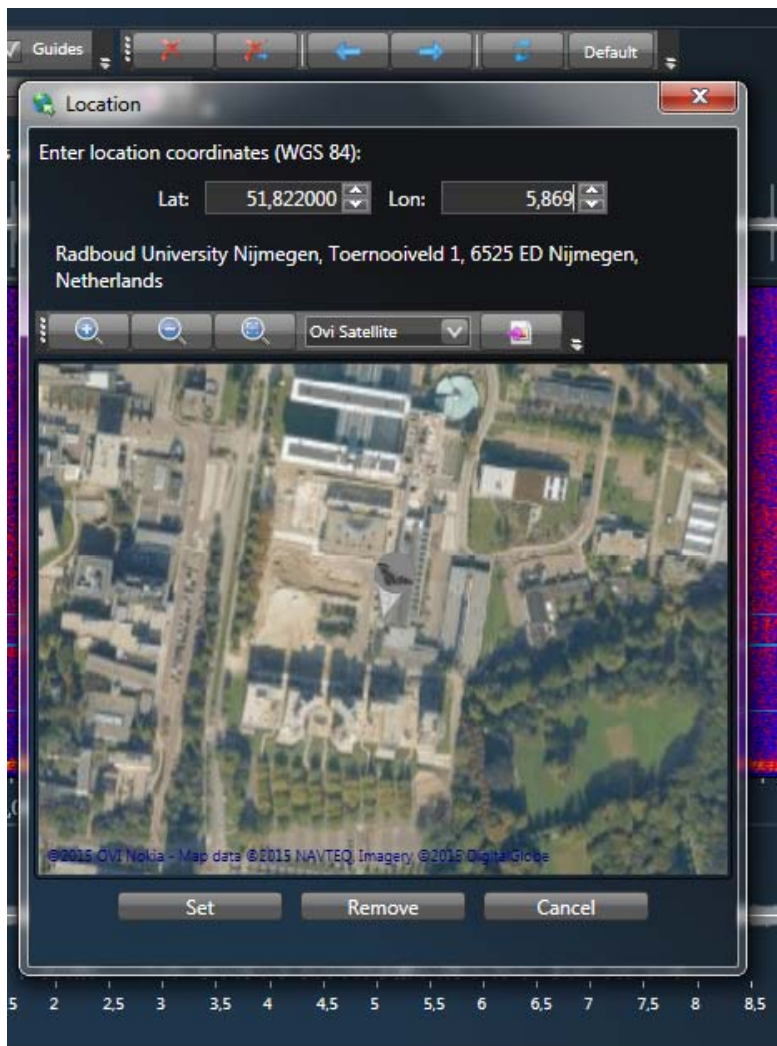 Guides
Default
Location
Enter location coordinates (WGS 84):
Lat: 51,822000 Lon: 5,869
Radboud University Nijmegen, Toernooiveld 1, 6525 ED Nijmegen,
Netherlands
Ovi Satellite
©2015 OVI Nokia - Map data ©2015 NAVTEQ, Imagery ©2015 DigitalGlobe
Set Remove Cancel
2 2,5 3 3,5 4 4,5 5 5,5 6 6,5 7 7,5 8 8,5